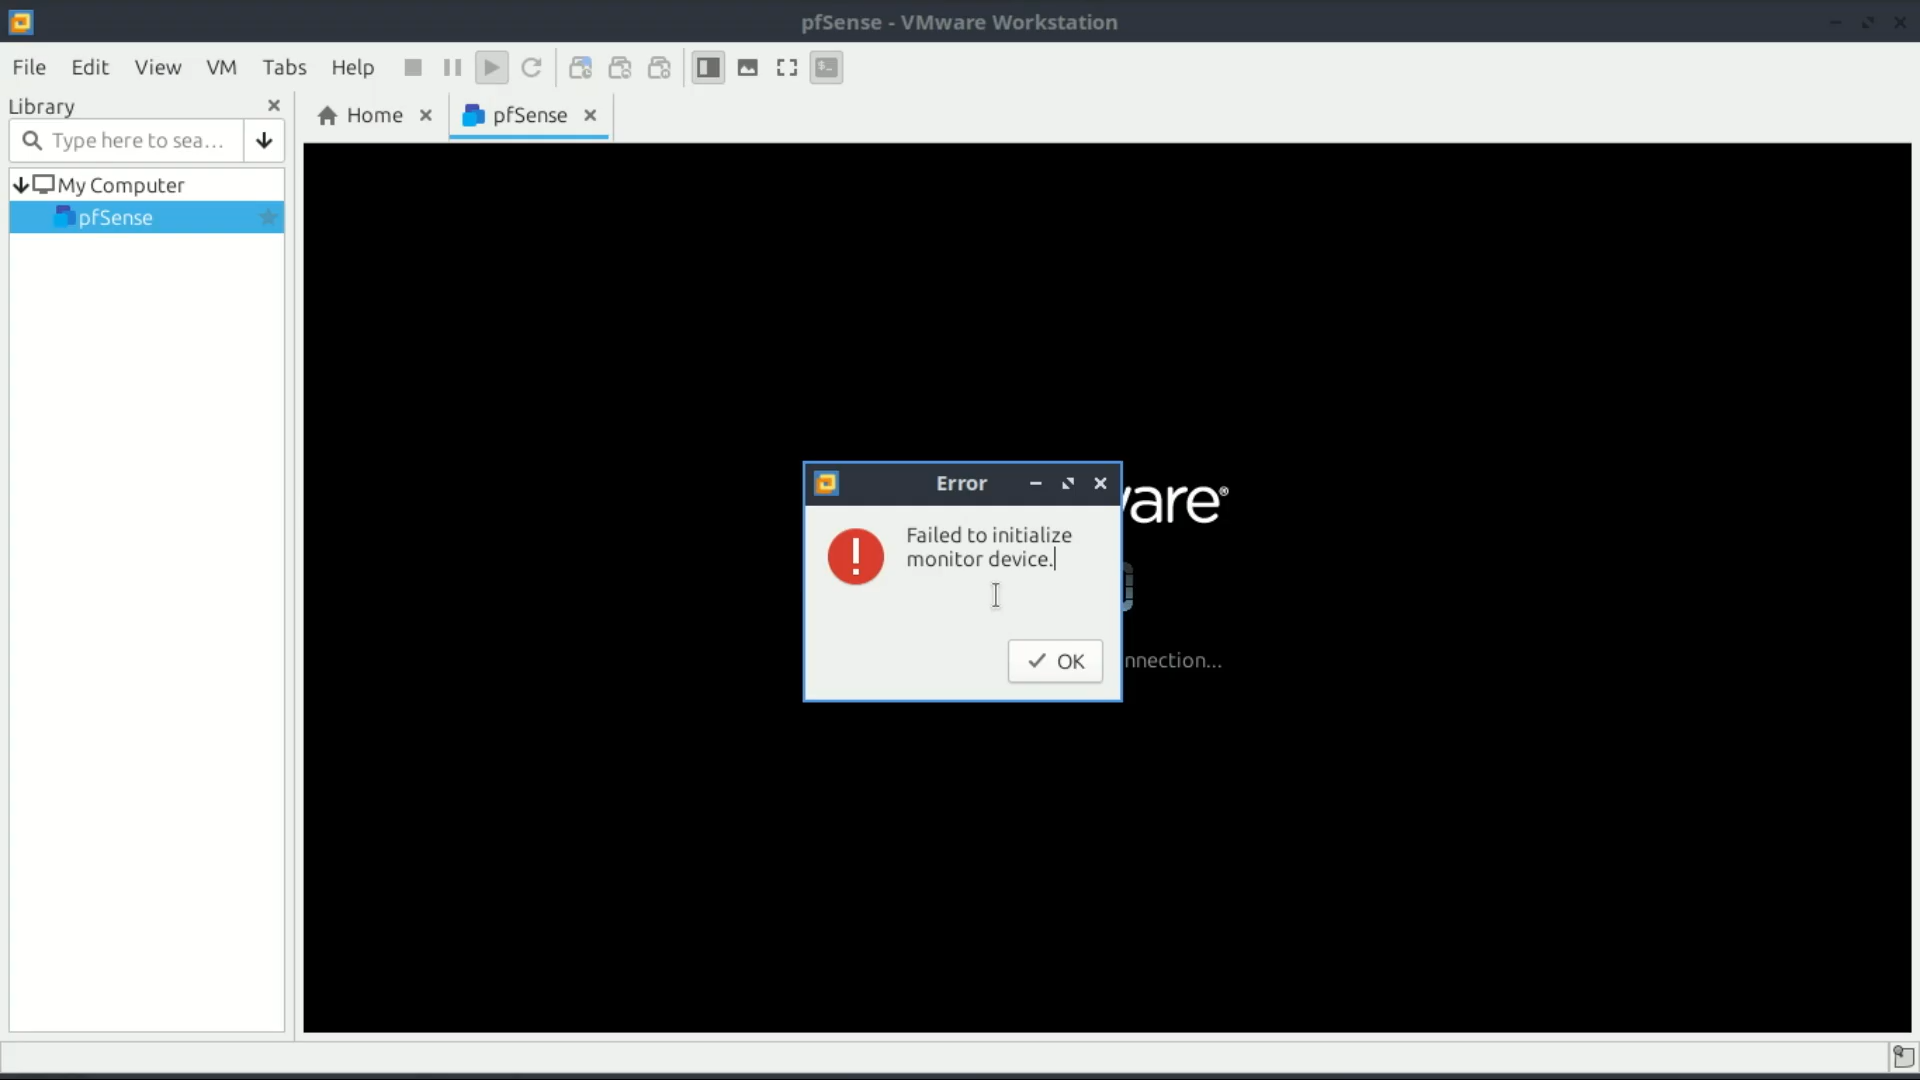 pfSense - VMware Workstation
File Edit View VM Tabs Help
Library
Type here to sea...
My Computer
pfSense
Home
pfSense
Error
Failed to initialize
monitor device.
OK
ware®
nnection...